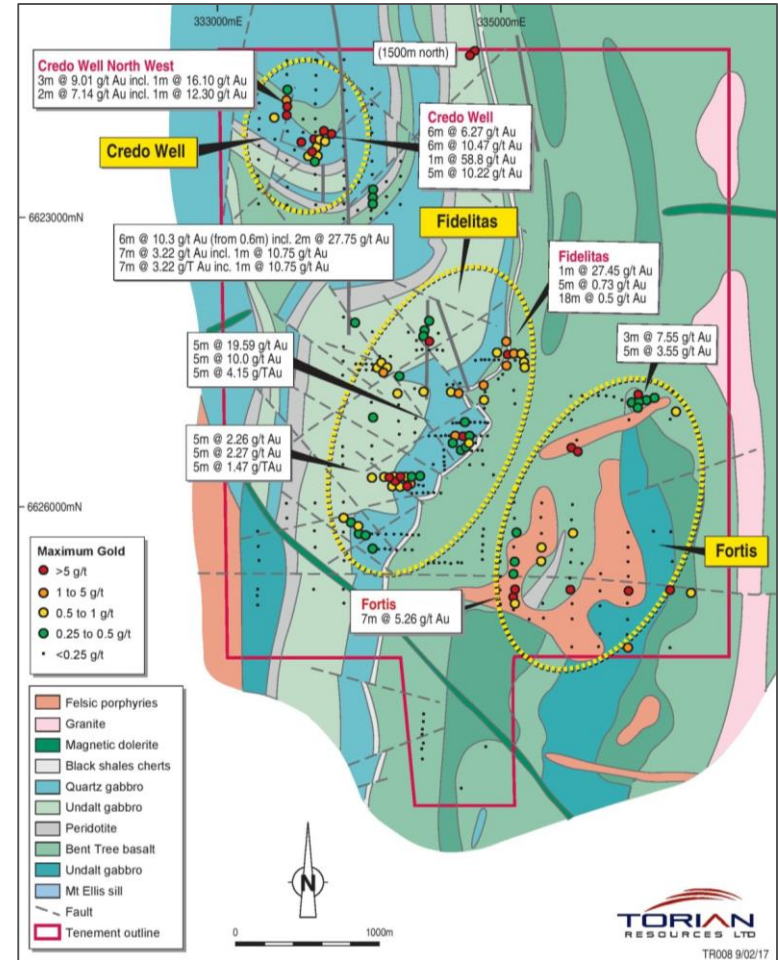 333000mE
335000mE
Credo Well North West
3m @ 9.01 g/t Au incl. 1m @ 16.10 g/t Au
2m @ 7.14 g/t Au incl. 1m @ 12.30 g/t Au
(1500m north)
Credo Well
Credo Well
6m @ 6.27 g/t Au
6m @ 10.47 g/t Au
1m @ 58.8 g/t Au
5m @ 10.22 g/t Au
6623000mN
Fidelitas
6m @ 10.3 g/t Au (from 0.6m) incl. 2m @ 27.75 g/t Au
7m @ 3.22 g/t Au incl. 1m @ 10.75 g/t Au
7m @ 3.22 g/T Au inc. 1m @ 10.75 g/t Au
Fidelitas
1m @ 27.45 g/t Au
5m @ 0.73 g/t Au
18m @ 0.5 g/t Au
3m @ 7.55 g/t Au
5m @ 3.55 g/t Au
5m @ 19.59 g/t Au
5m @ 10.0 g/t Au
5m @ 4.15 g/TAu
5m @ 2.26 g/t Au
5m @ 2.27 g/t Au
5m @ 1.47 g/TAu
6626000mN
Fortis
Fortis
7m @ 5.26 g/t Au
Maximum Gold
>5 g/t
1 to 5 g/t
0.5 to 1 g/t
0.25 to 0.5 g/t
<0.25 g/t
Felsic porphyries
Granite
Magnetic dolerite
Black shales cherts
Quartz gabbro
Undalt gabbro
Peridotite
Bent Tree basalt
Undalt gabbro
Mt Ellis sill
Fault
Tenement outline
N
0
1000m
TORIAN
RESOURCES LTD
TR008 9/02/17